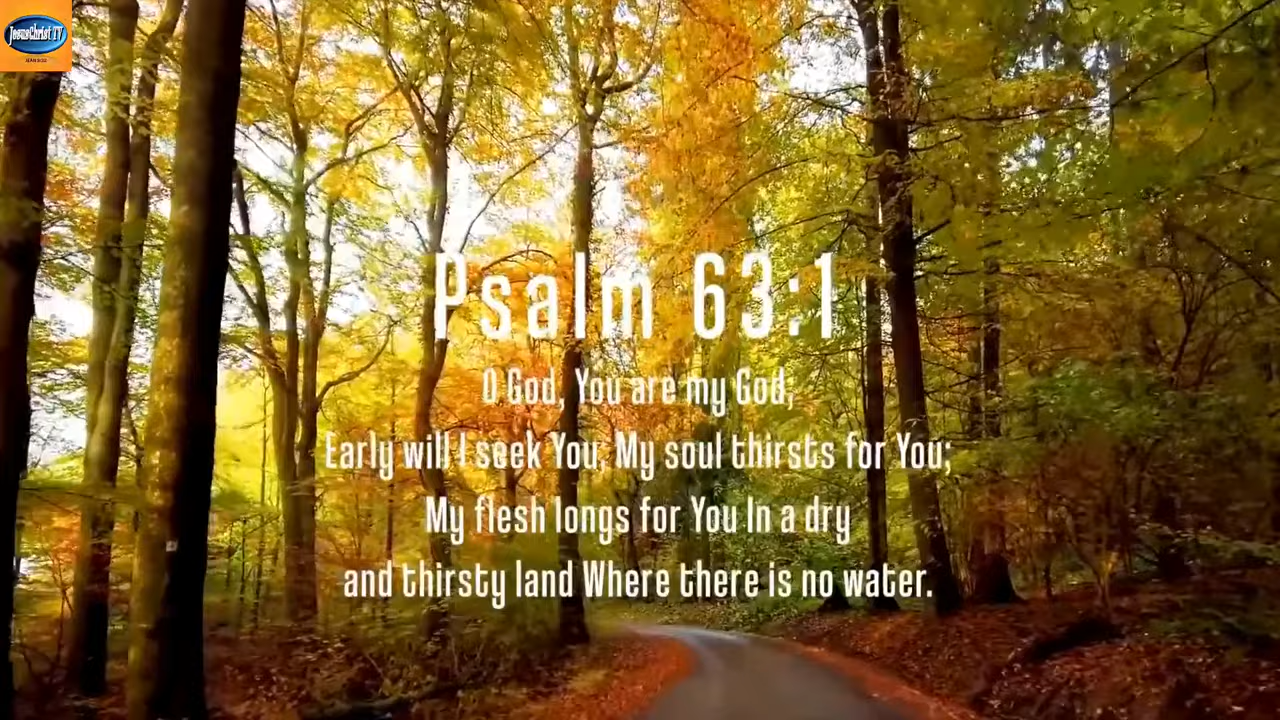 JesusChrist TV
Psalm 63:1
O God, You are my God,
Early will I seek You; My soul thirsts for You;
My flesh longs for You In a dry
and thirsty land Where there is no water.